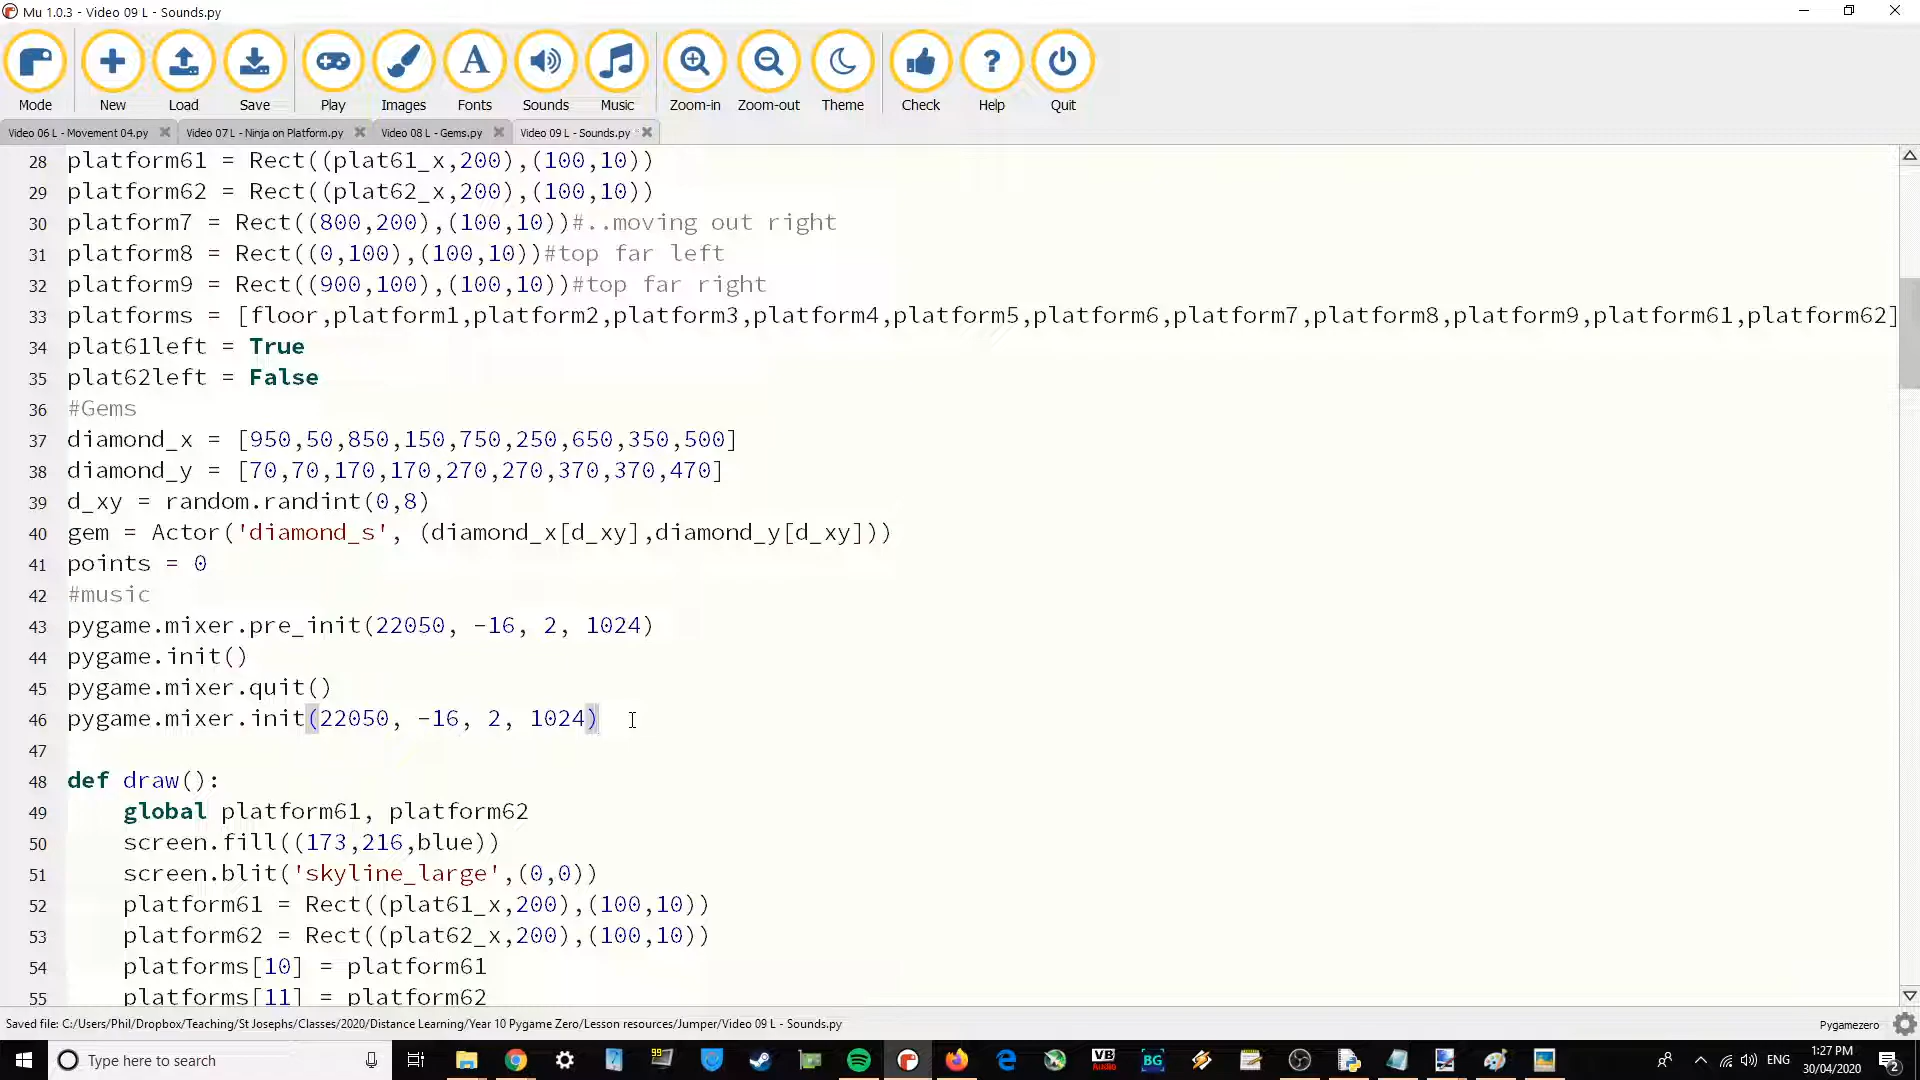 Mu 1.0.3 - Video 09 L - Sounds.py
Mode New Load Save Play Images Fonts Sounds Music Zoom-in Zoom-out Theme Check Help Quit
Video 06 L - Movement 04.py Video 07 L - Ninja on Platform.py Video 08 L - Gems.py Video 09 L - Sounds.py
28 platform61 = Rect((plat61_x,200),(100,10))
29 platform62 = Rect((plat62_x,200),(100,10))
30 platform7 = Rect((800,200),(100,10))#..moving out right
31 platform8 = Rect((0,100),(100,10))#top far left
32 platform9 = Rect((900,100),(100,10))#top far right
33 platforms = [floor,platform1,platform2,platform3,platform4,platform5,platform6,platform7,platform8,platform9,platform61,platform62]
34 plat61left = True
35 plat62left = False
36 #Gems
37 diamond_x = [950,50,850,150,750,250,650,350,500]
38 diamond_y = [70,70,170,170,270,270,370,370,470]
39 d_xy = random.randint(0,8)
40 gem = Actor('diamond_s', (diamond_x[d_xy],diamond_y[d_xy]))
41 points = 0
42 #music
43 pygame.mixer.pre_init(22050, -16, 2, 1024)
44 pygame.init()
45 pygame.mixer.quit()
46 pygame.mixer.init(22050, -16, 2, 1024)
47
48 def draw():
49 global platform61, platform62
50 screen.fill((173,216,blue))
51 screen.blit('skyline_large',(0,0))
52 platform61 = Rect((plat61_x,200),(100,10))
53 platform62 = Rect((plat62_x,200),(100,10))
54 platforms[10] = platform61
55 platforms[11] = platform62
Saved file: C:/Users/Phil/Dropbox/Teaching/St Josephs/Classes/2020/Distance Learning/Year 10 Pygame Zero/Lesson resources/Jumper/Video 09 L - Sounds.py
Pygamezero
Type here to search
99
VB
AUDIO
BG
ENG
1:27 PM
30/04/2020
2